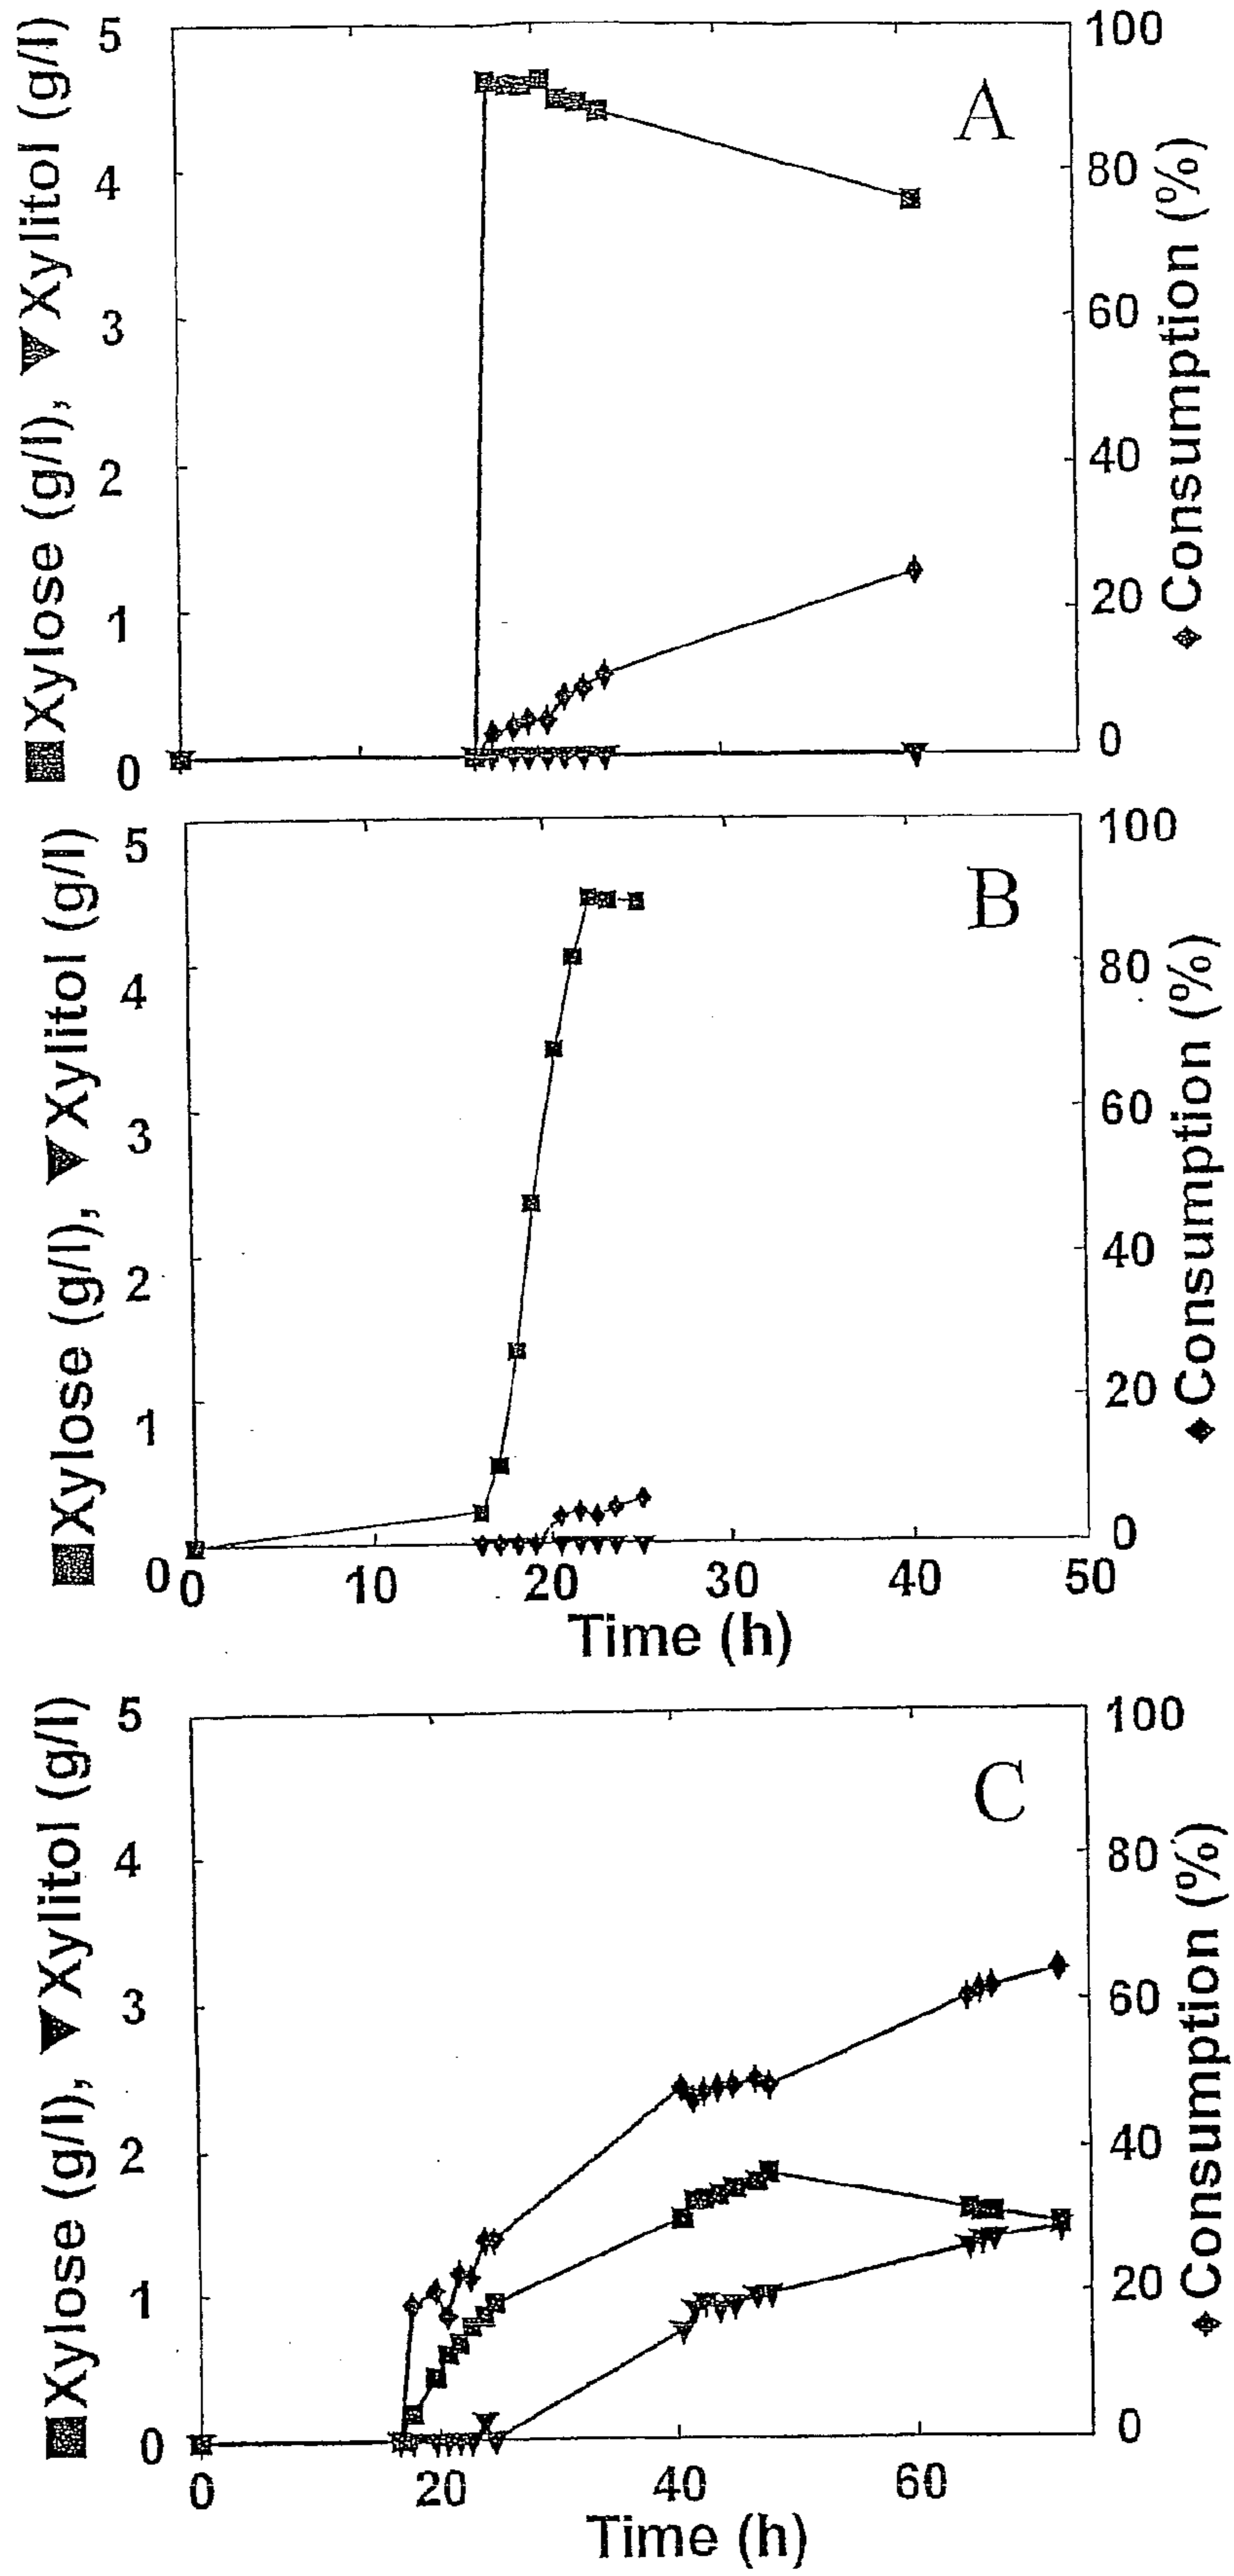 5
4
3
2
1
0
■Xylose (g/l), ▼Xylitol (g/l)
A
100
80
60
40
20
0
◆ Consumption (%)
5
4
3
2
1
0
■Xylose (g/l), ▼Xylitol (g/l)
B
100
80
60
40
20
0
◆ Consumption (%)
0 10 20 30 40 50
Time (h)
5
4
3
2
1
0
■Xylose (g/l), ▼Xylitol (g/l)
C
100
80
60
40
20
0
◆ Consumption (%)
0 20 40 60
Time (h)